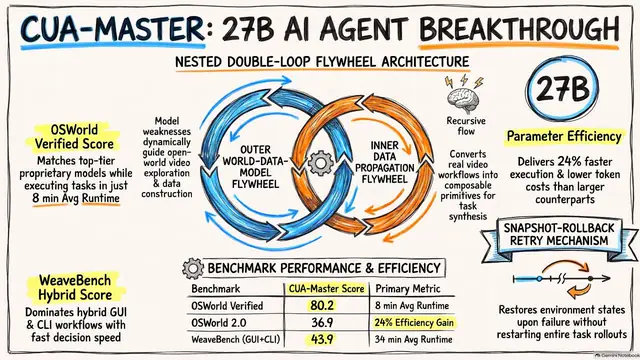 CUA-MASTER: 27B AI AGENT BREAKTHROUGH
NESTED DOUBLE-LOOP FLYWHEEL ARCHITECTURE
OSWorld
Verified Score
Matches top-tier
proprietary models while
executing tasks in just
8 min Avg Runtime
Model
weaknesses
dynamically
guide open-
world video
exploration
& data
construction
OUTER
WORLD-DATA-
MODEL
FLYWHEEL
INNER
DATA
PROPAGATION
FLYWHEEL
Recursive
flow
Converts
real video
workflows into
composable
primitives for
task
synthesis
27B
Parameter Efficiency
Delivers 24% faster
execution & lower token
costs than larger
counterparts
SNAPSHOT-ROLLBACK
RETRY MECHANISM
Restores environment states
upon failure without
restarting entire task rollouts
WeaveBench
Hybrid Score
Dominates hybrid GUI
& CLI workflows with
fast decision speed
BENCHMARK PERFORMANCE & EFFICIENCY
Benchmark CUA-Master Score Primary Metric
OSWorld Verified 80.2 8 min Avg Runtime
OSWorld 2.0 36.9 24% Efficiency Gain
WeaveBench (GUI+CLI) 43.9 34 min Avg Runtime
Gemini Notebook